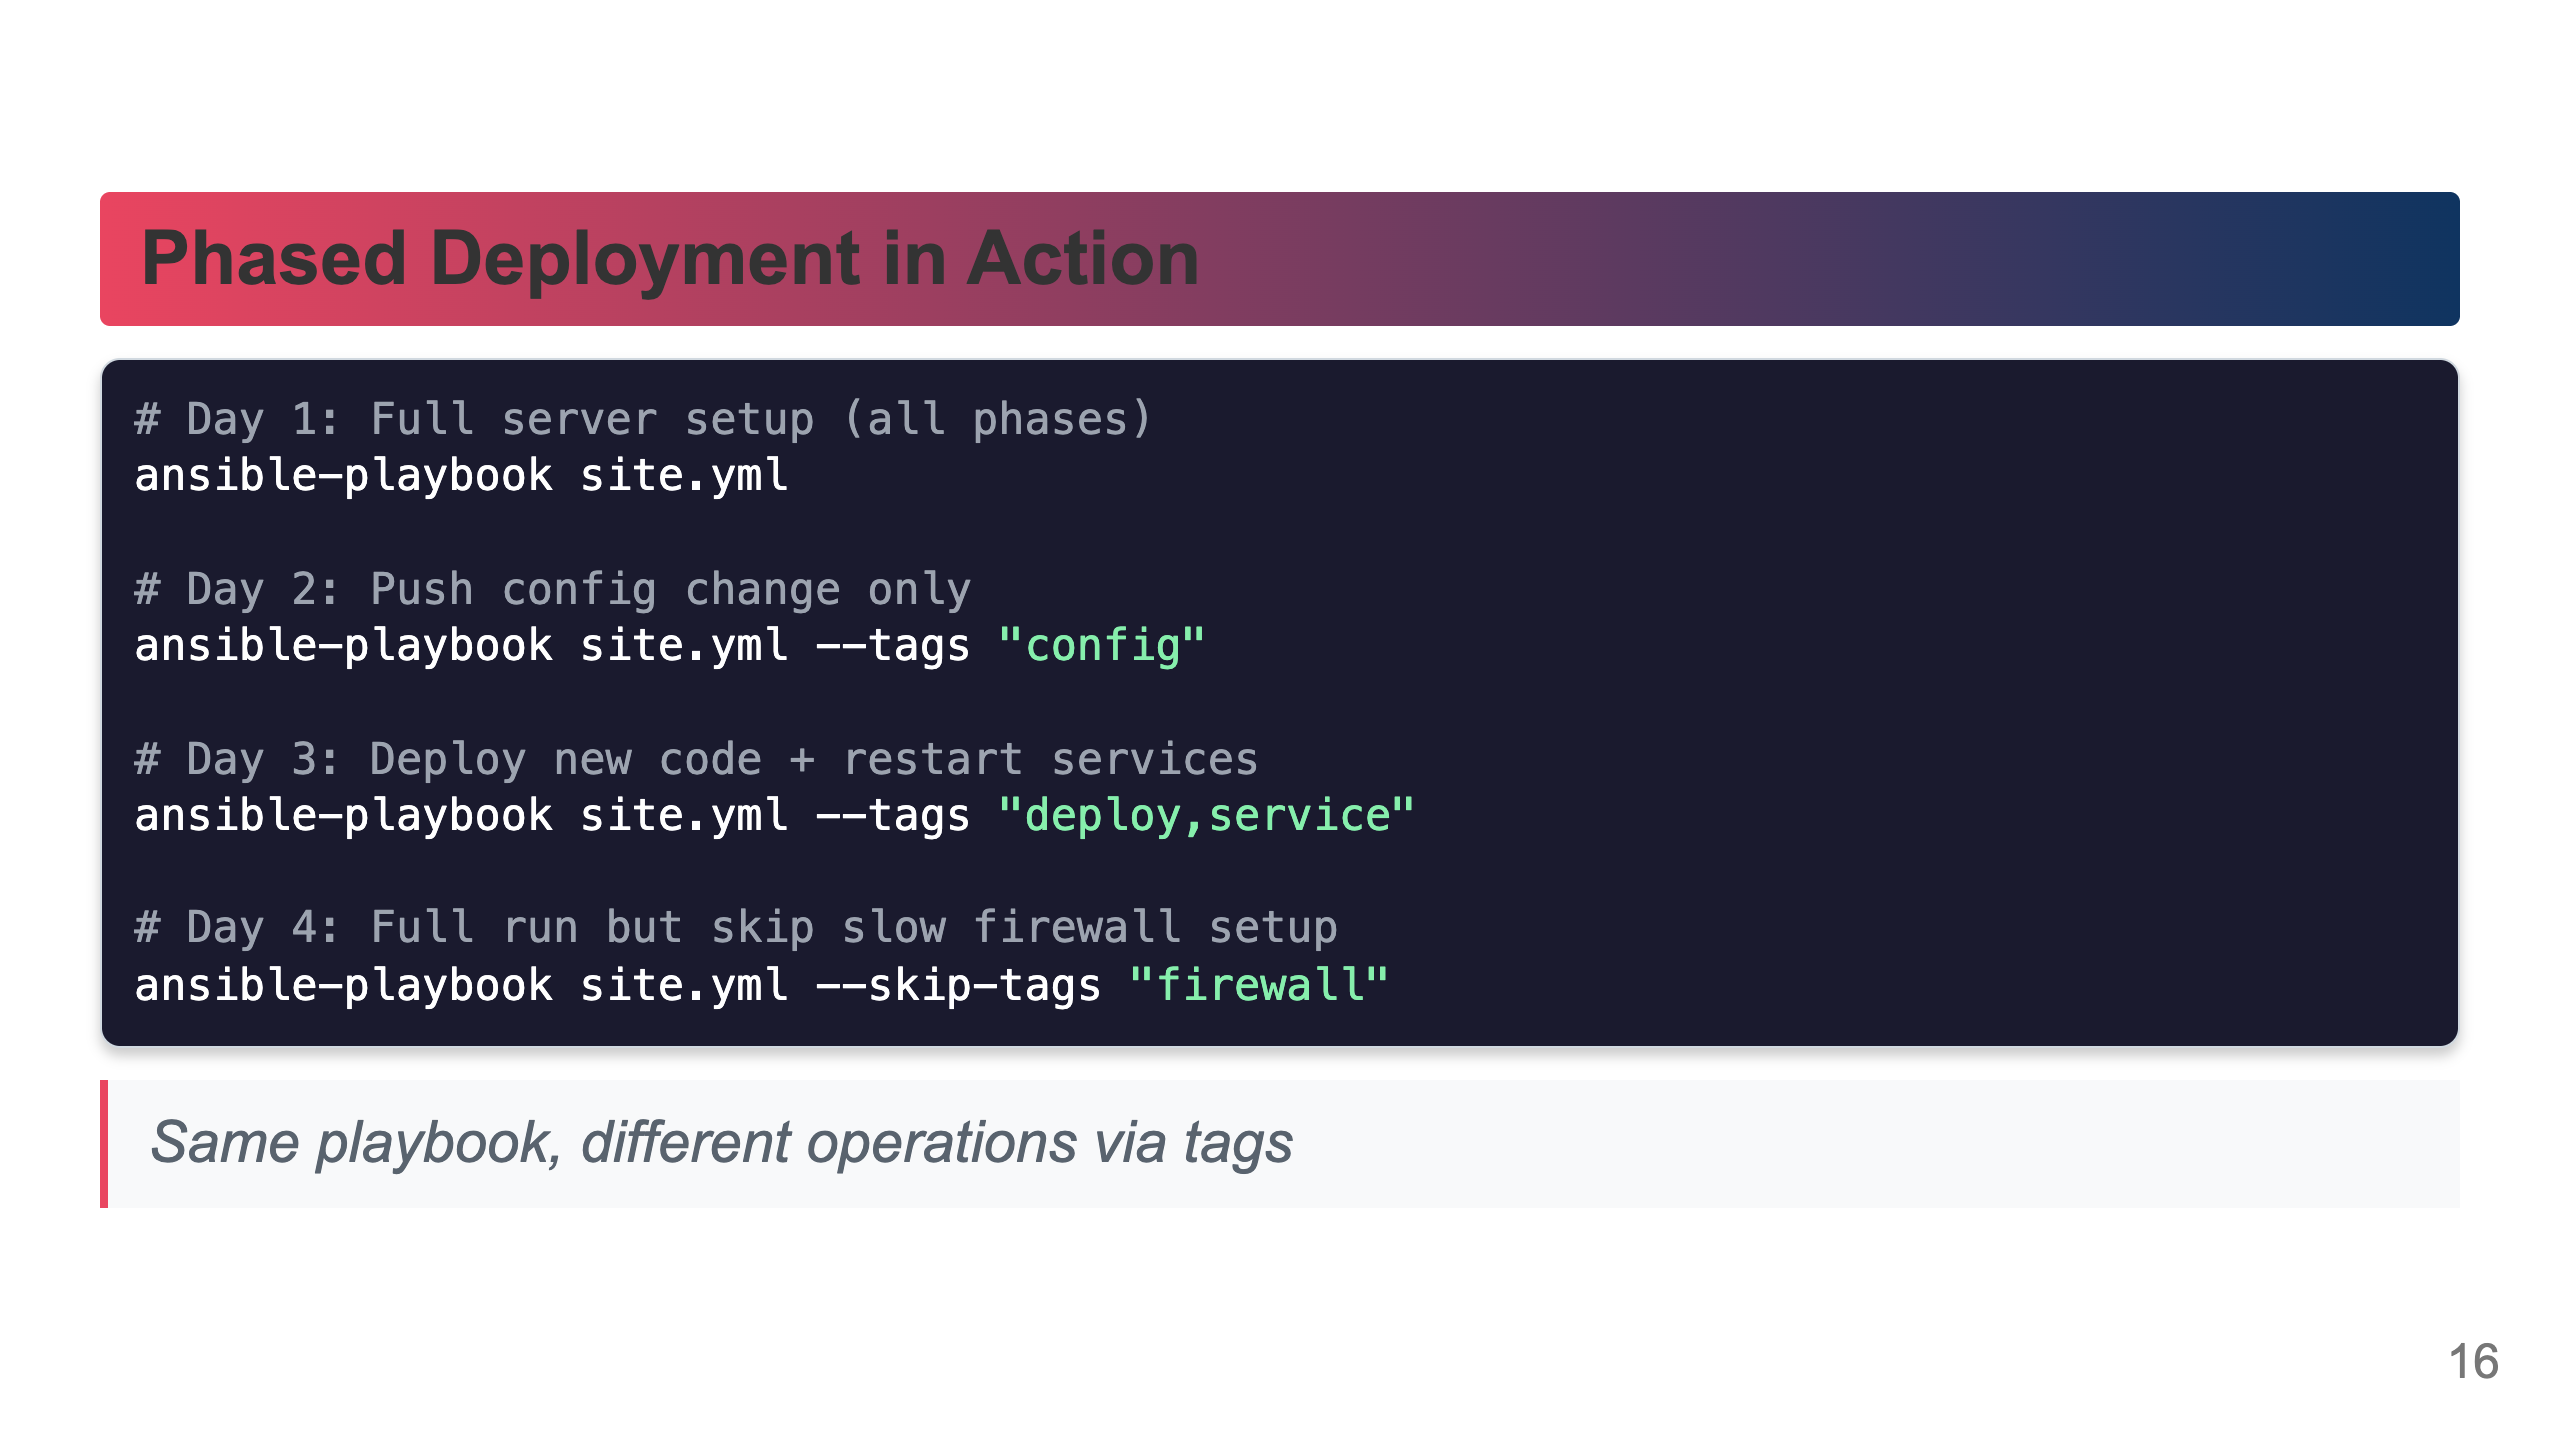 Phased Deployment in Action
# Day 1: Full server setup (all phases)
ansible-playbook site.yml
# Day 2: Push config change only
ansible-playbook site.yml --tags "config"
# Day 3: Deploy new code + restart services
ansible-playbook site.yml --tags "deploy,service"
# Day 4: Full run but skip slow firewall setup
ansible-playbook site.yml --skip-tags "firewall"
Same playbook, different operations via tags
16